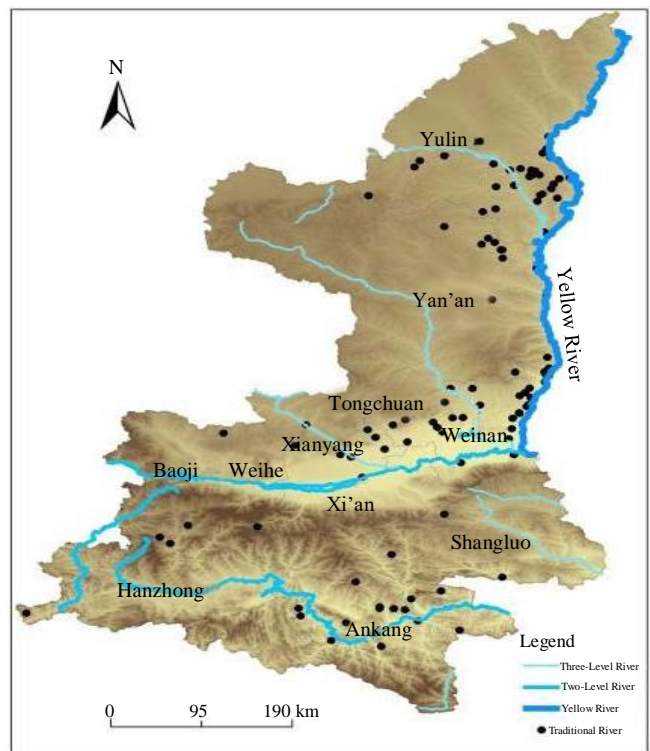 N
Yulin
Yan'an
Yellow River
Tongchuan
Xianyang
Weinan
Baoji
Weihe
Xi'an
Shangluo
Hanzhong
Ankang
Legend
Three-Level River
Two-Level River
Yellow River
Traditional River
0 95 190 km